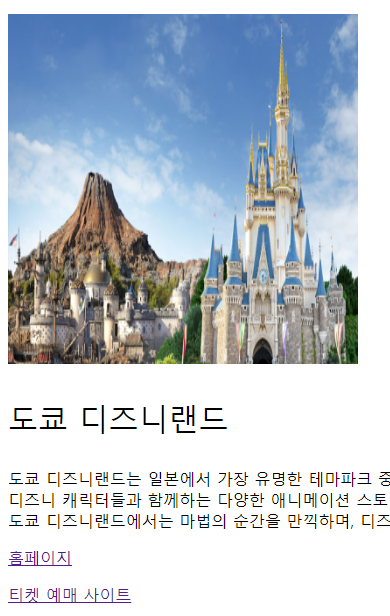 도쿄 디즈니랜드
도쿄 디즈니랜드는 일본에서 가장 유명한 테마파크 중
디즈니 캐릭터들과 함께하는 다양한 애니메이션 스토
도쿄 디즈니랜드에서는 마법의 순간을 만끽하며, 디즈
홈페이지
티켓 예매 사이트